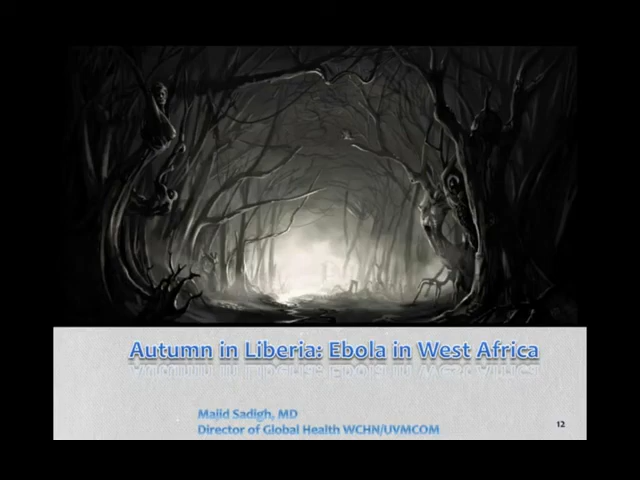 Autumn in Liberia: Ebola in West Africa
Majid Sadigh, MD
Director of Global Health WCHN/UVMCOM
12